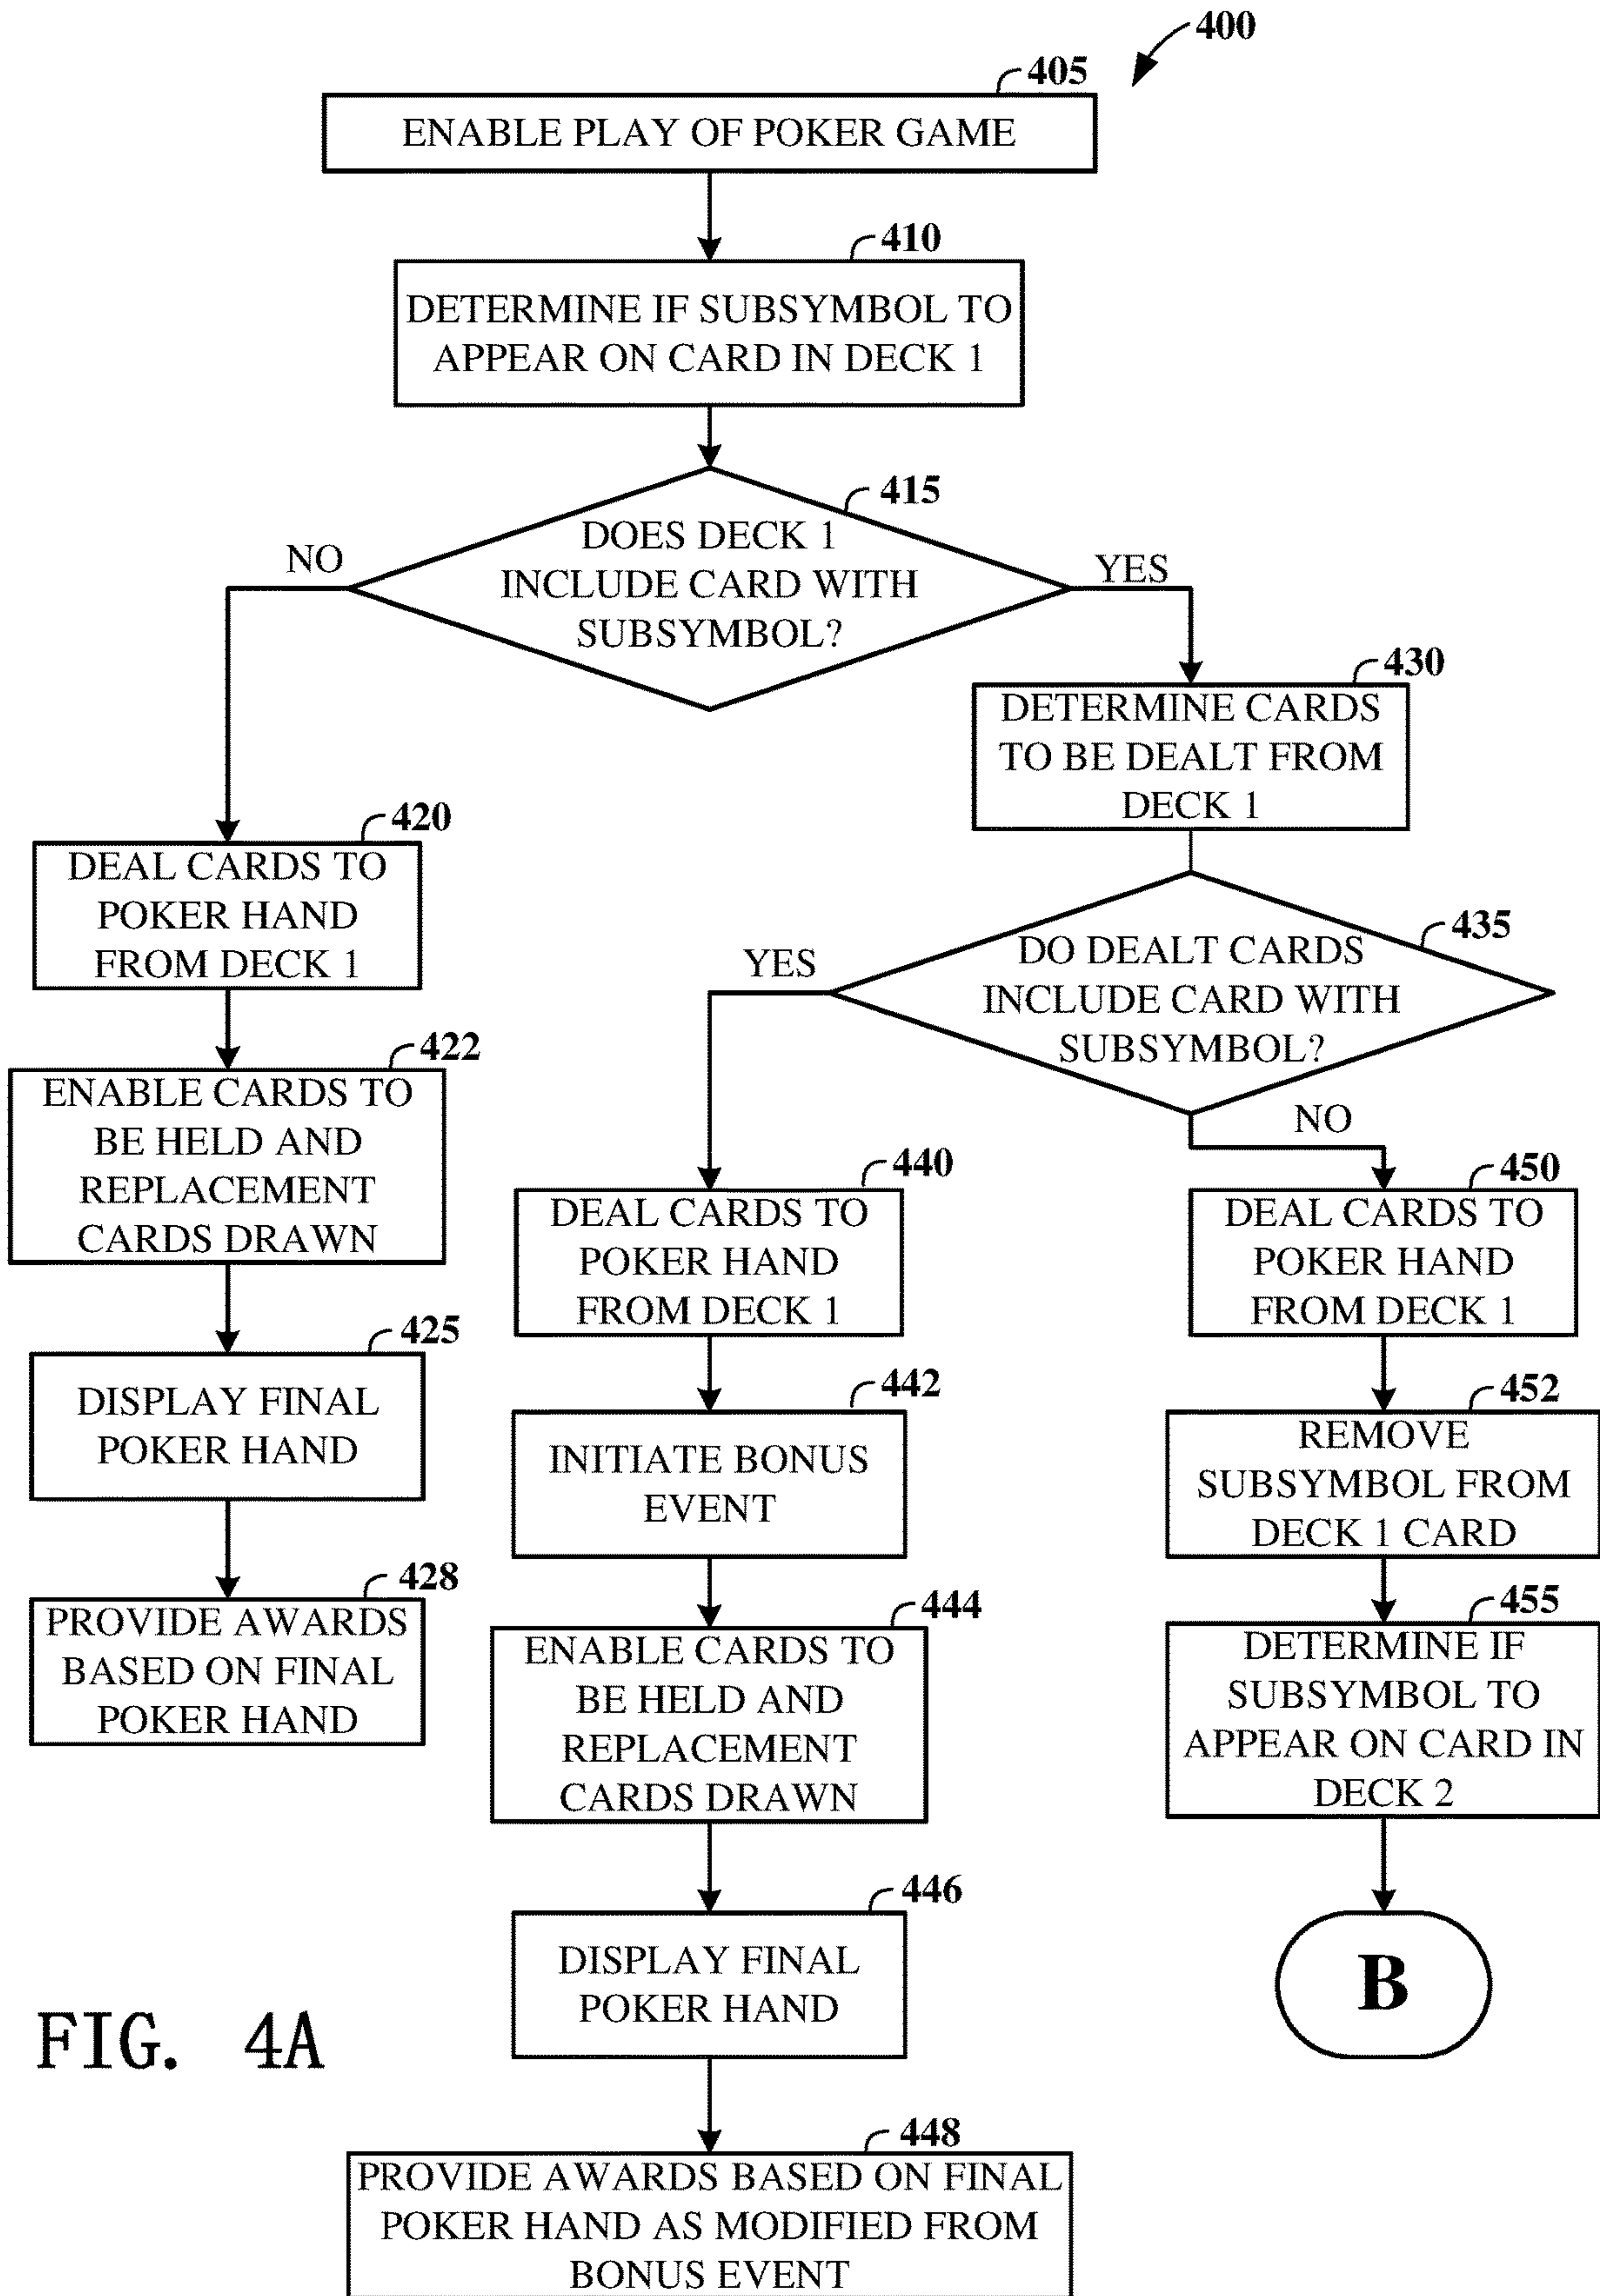 400
405
ENABLE PLAY OF POKER GAME
410
DETERMINE IF SUBSYMBOL TO
APPEAR ON CARD IN DECK 1
415
DOES DECK 1
INCLUDE CARD WITH
SUBSYMBOL?
NO
YES
430
DETERMINE CARDS
TO BE DEALT FROM
DECK 1
420
DEAL CARDS TO
POKER HAND
FROM DECK 1
422
ENABLE CARDS TO
BE HELD AND
REPLACEMENT
CARDS DRAWN
425
DISPLAY FINAL
POKER HAND
428
PROVIDE AWARDS
BASED ON FINAL
POKER HAND
435
DO DEALT CARDS
INCLUDE CARD WITH
SUBSYMBOL?
YES
NO
440
DEAL CARDS TO
POKER HAND
FROM DECK 1
442
INITIATE BONUS
EVENT
444
ENABLE CARDS TO
BE HELD AND
REPLACEMENT
CARDS DRAWN
446
DISPLAY FINAL
POKER HAND
448
PROVIDE AWARDS BASED ON FINAL
POKER HAND AS MODIFIED FROM
BONUS EVENT
450
DEAL CARDS TO
POKER HAND
FROM DECK 1
452
REMOVE
SUBSYMBOL FROM
DECK 1 CARD
455
DETERMINE IF
SUBSYMBOL TO
APPEAR ON CARD IN
DECK 2
B
FIG. 4A